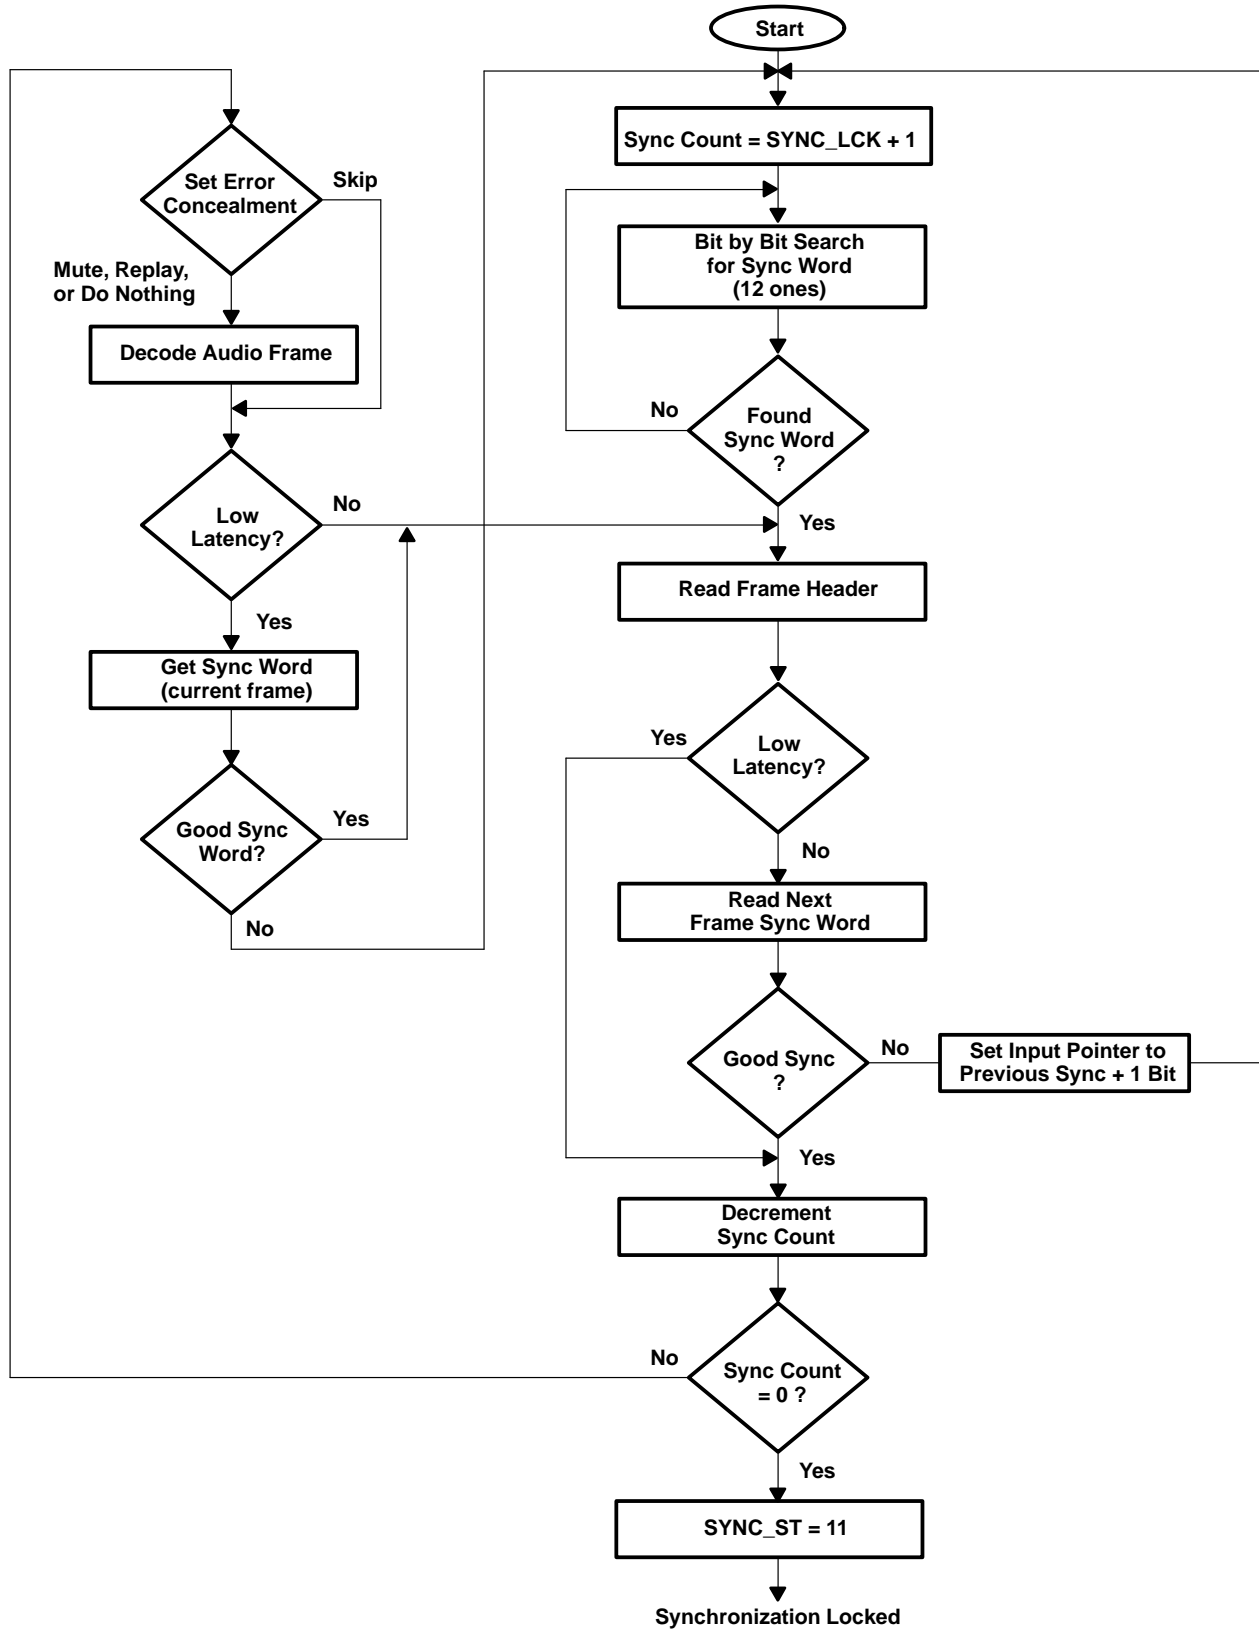 Start
Sync Count = SYNC_LCK + 1
Set Error
Concealment
Skip
Mute, Replay,
or Do Nothing
Bit by Bit Search
for Sync Word
(12 ones)
Decode Audio Frame
No
Found
Sync Word
?
Yes
Low
Latency?
No
Yes
Read Frame Header
Get Sync Word
(current frame)
Yes
Low
Latency?
No
Good Sync
Word?
Yes
No
Read Next
Frame Sync Word
Good Sync
?
No
Set Input Pointer to
Previous Sync + 1 Bit
Yes
Decrement
Sync Count
No
Sync Count
= 0 ?
Yes
SYNC_ST = 11
Synchronization Locked